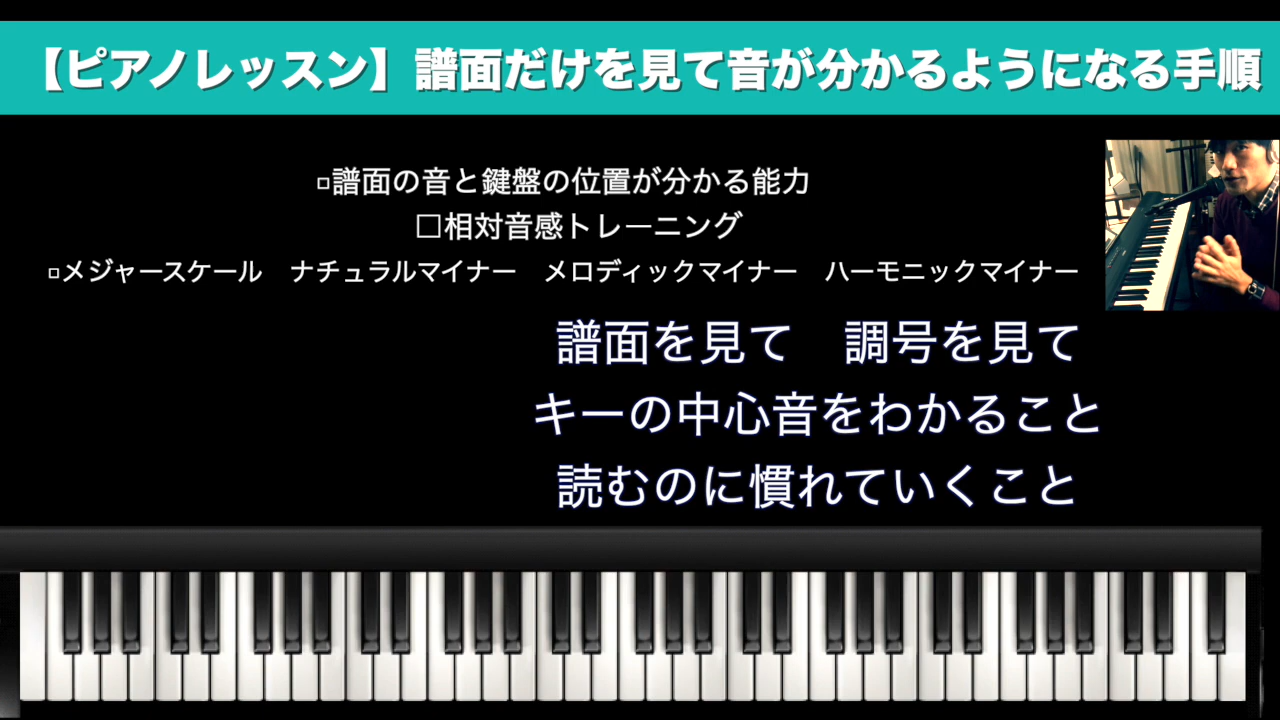 【ピアノレッスン】譜面だけを見て音が分かるようになる手順
▫譜面の音と鍵盤の位置が分かる能力
□相対音感トレーニング
▫メジャースケール　ナチュラルマイナー　メロディックマイナー　ハーモニックマイナー
譜面を見て　調号を見て
キーの中心音をわかること
読むのに慣れていくこと